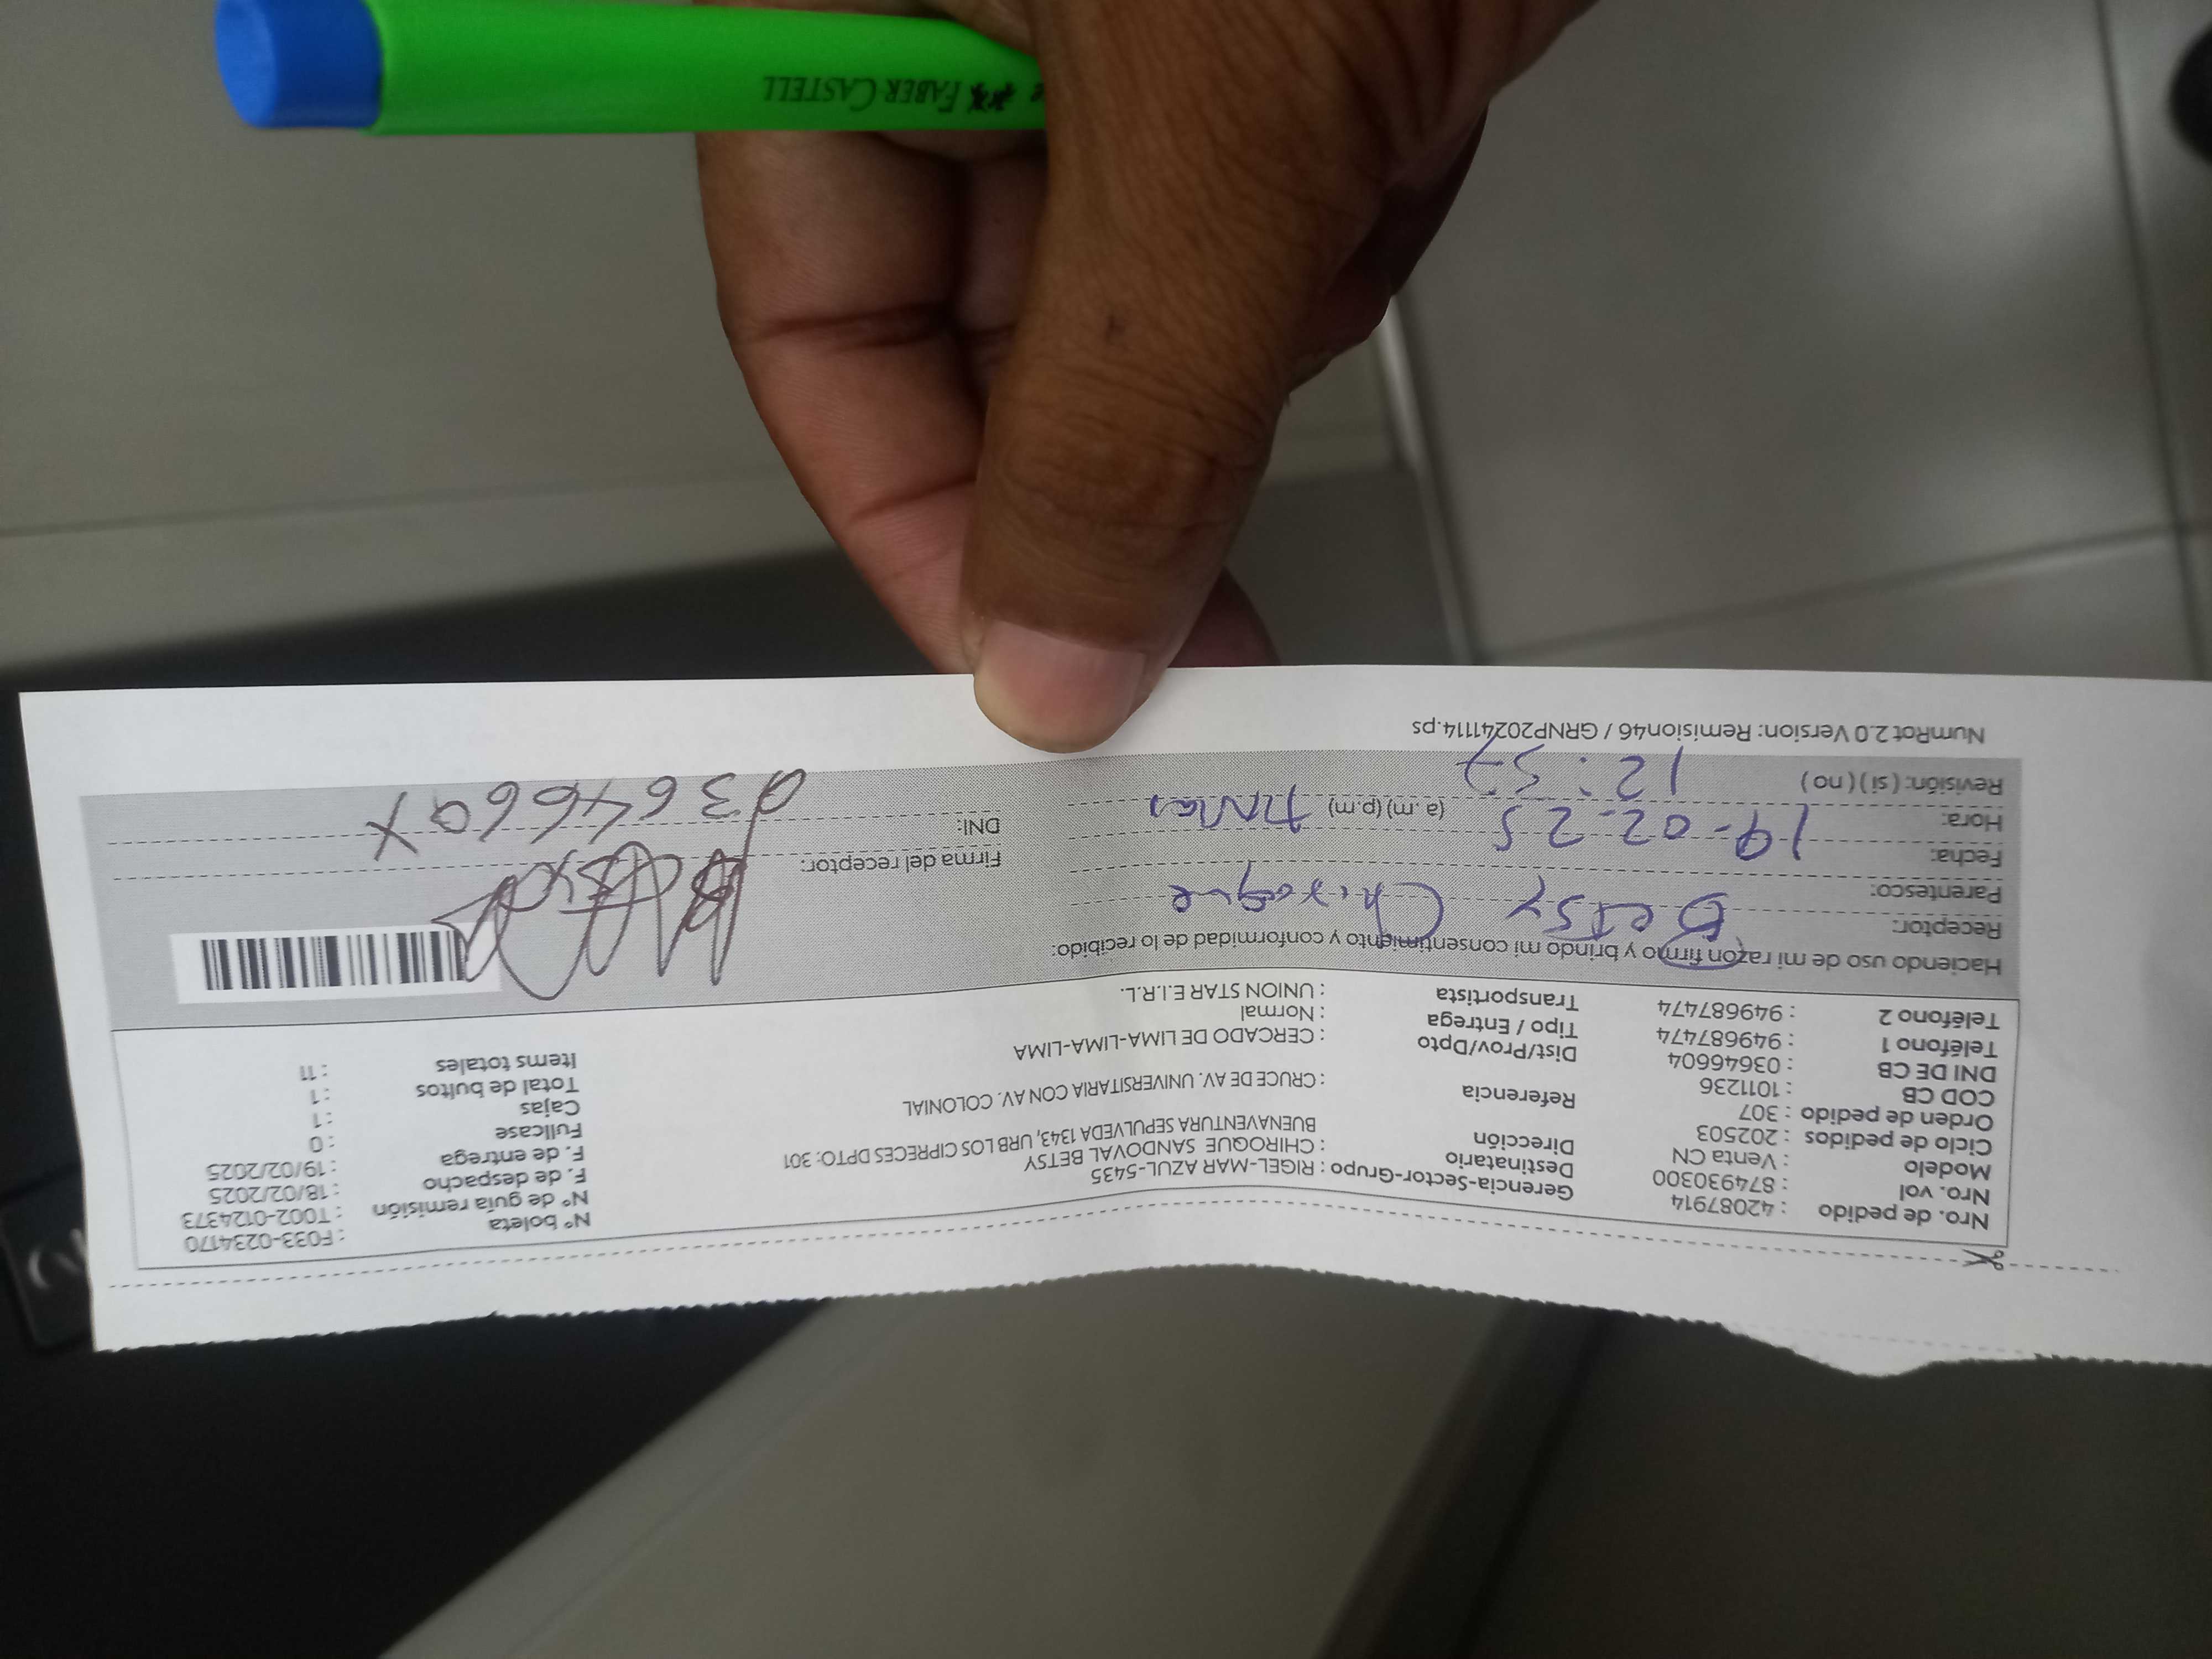 Nro. de pedido : 42087914
Nro. vol : 874930300
Modelo : Venta CN
Ciclo de pedidos : 202503
Orden de pedido : 307
COD CB : 1011236
DNI DE CB : 03646604
Teléfono 1 : 949687474
Teléfono 2 : 949687474
Gerencia-Sector-Grupo : RIGEL-MAR AZUL-5435
Destinatario : CHIROQUE SANDOVAL BETSY
Dirección BUENAVENTURA SEPULVEDA 1343, URB LOS CIPRECES DPTO: 301
Referencia : CRUCE DE AV. UNIVERSITARIA CON AV. COLONIAL
Dist/Prov/Dpto : CERCADO DE LIMA-LIMA-LIMA
Tipo / Entrega : Normal
Transportista : UNION STAR E.I.R.L.
N° boleta : F033-0234170
N° de guía remisión : T002-0124373
F. de despacho : 18/02/2025
F. de entrega : 19/02/2025
Fullcase : 0
Cajas : 1
Total de bultos : 1
Items totales : 11
Haciendo uso de mi razón firmo y brindo mi consentimiento y conformidad de lo recibido:
Receptor: Betsy Chiroque
Parentesco:
Fecha: 19-02-25
Hora: 12:57 (a.m) (p.m)
Revisión: ( si ) ( no )
Firma del receptor:
DNI:
NumRot 2.0 Version: Remision46 / GRNP20241114.ps
FABER CASTELL